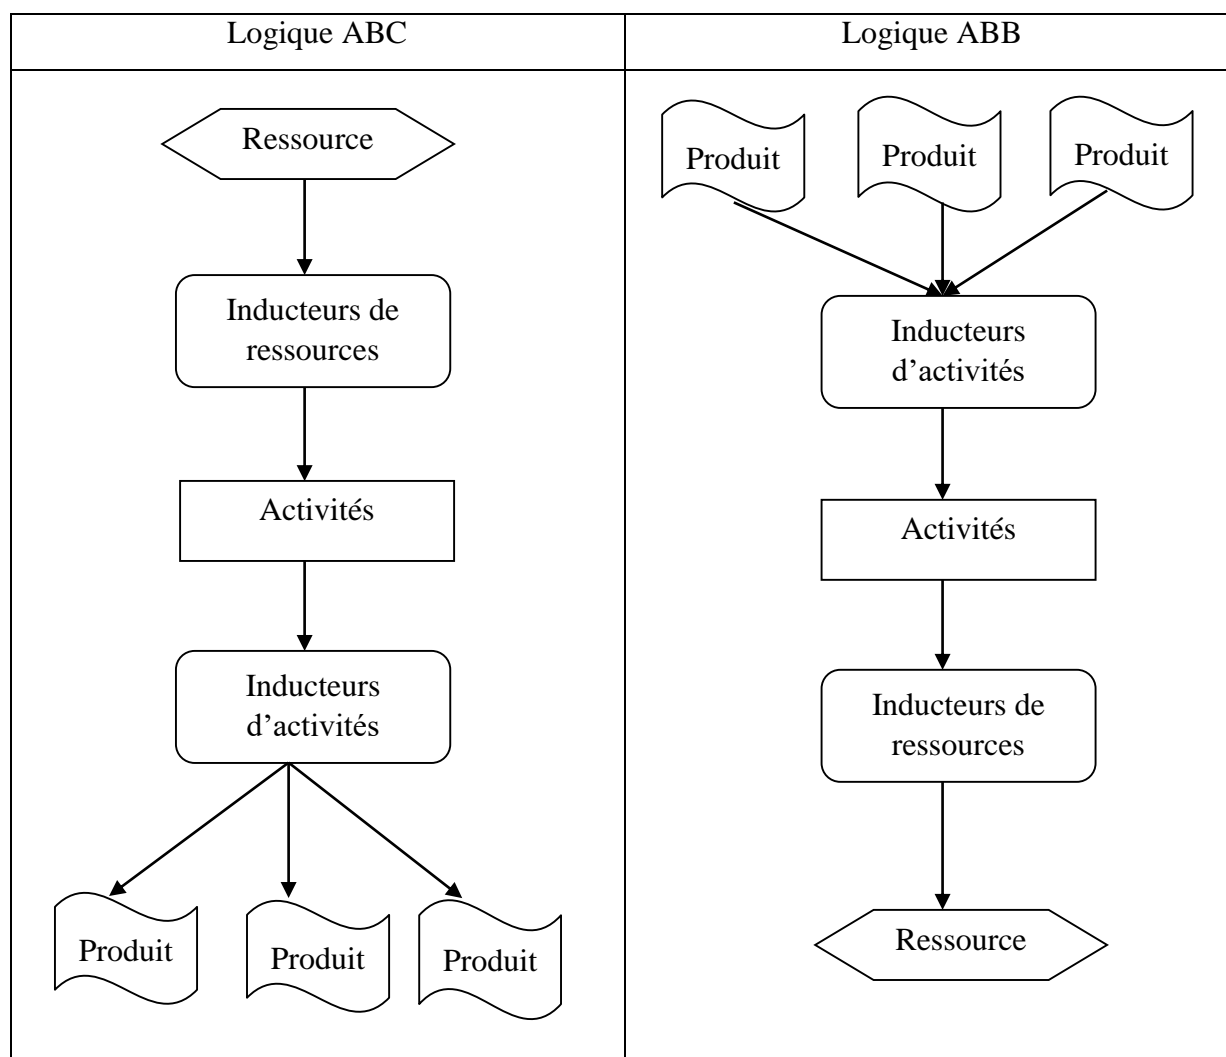 Logique ABC
Logique ABB
Ressource
Inducteurs de
ressources
Activités
Inducteurs
d’activités
Produit
Produit
Produit
Produit
Produit
Produit
Inducteurs
d’activités
Activités
Inducteurs de
ressources
Ressource